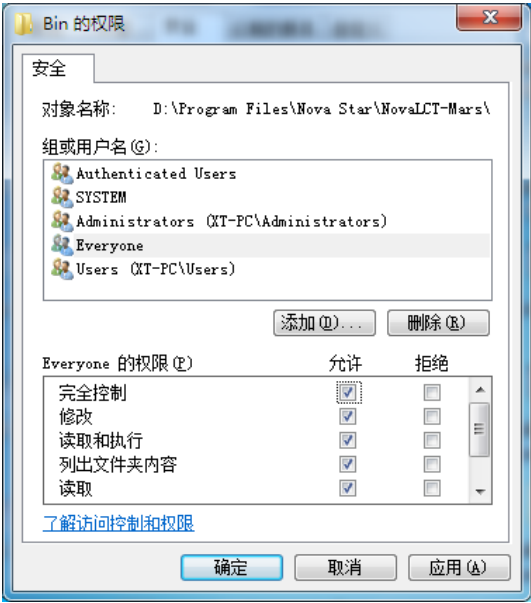 Bin 的权限
安全
对象名称: D:\Program Files\Nova Star\NovaLCT-Mars\
组或用户名(G):
Authenticated Users
SYSTEM
Administrators (XT-PC\Administrators)
Everyone
Users (XT-PC\Users)
添加(D)... 删除(R)
Everyone 的权限(P) 允许 拒绝
完全控制
修改
读取和执行
列出文件夹内容
读取
了解访问控制和权限
确定 取消 应用(A)